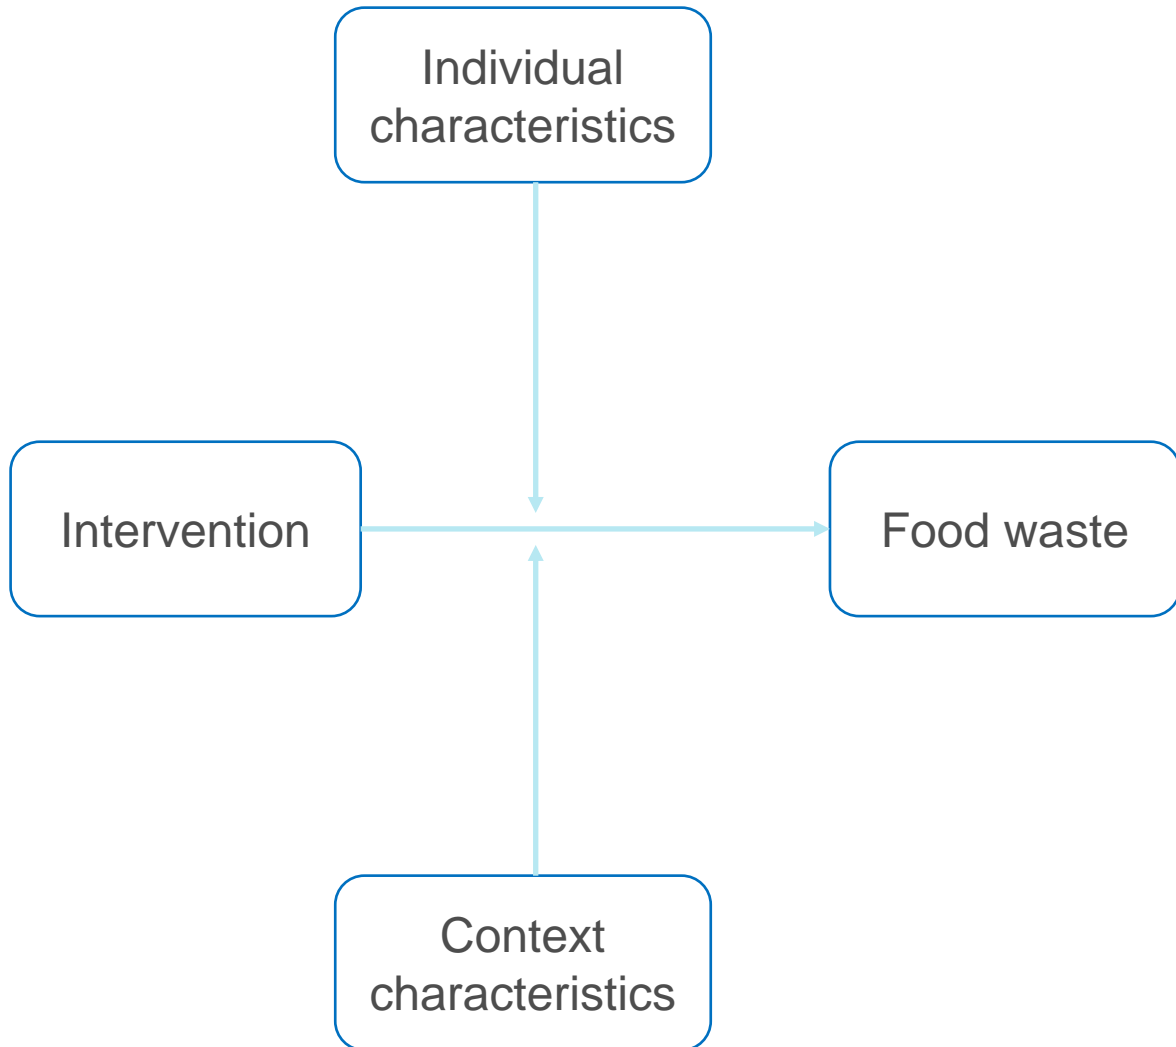 Individual
characteristics
Intervention
Food waste
Context
characteristics